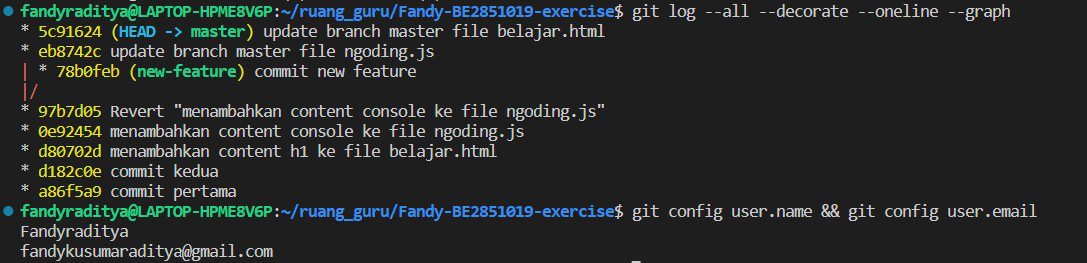 fandyraditya@LAPTOP-HPME8V6P:~/ruang_guru/Fandy-BE2851019-exercise$ git log --all --decorate --oneline --graph
* 5c91624 (HEAD -> master) update branch master file belajar.html
* eb8742c update branch master file ngoding.js
| * 78b0feb (new-feature) commit new feature
|/
* 97b7d05 Revert "menambahkan content console ke file ngoding.js"
* 0e92454 menambahkan content console ke file ngoding.js
* d80702d menambahkan content h1 ke file belajar.html
* d182c0e commit kedua
* a86f5a9 commit pertama
fandyraditya@LAPTOP-HPME8V6P:~/ruang_guru/Fandy-BE2851019-exercise$ git config user.name && git config user.email
Fandyraditya
fandykusumaraditya@gmail.com